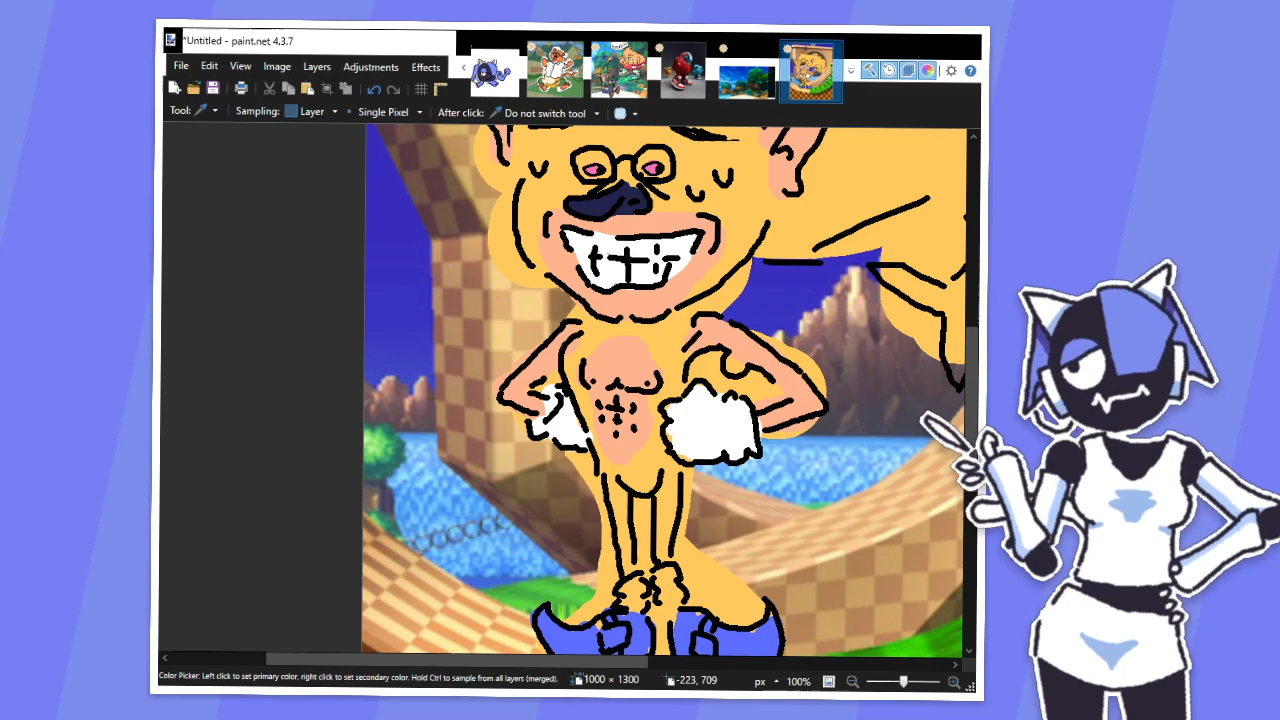 *Untitled - paint.net 4.3.7
File Edit View Image Layers Adjustments Effects
Tool: Sampling: Layer Single Pixel After click: Do not switch tool
Color Picker: Left click to set primary color, right click to set secondary color. Hold Ctrl to sample from all layers (merged). 1000 × 1300 -223, 709 px 100%